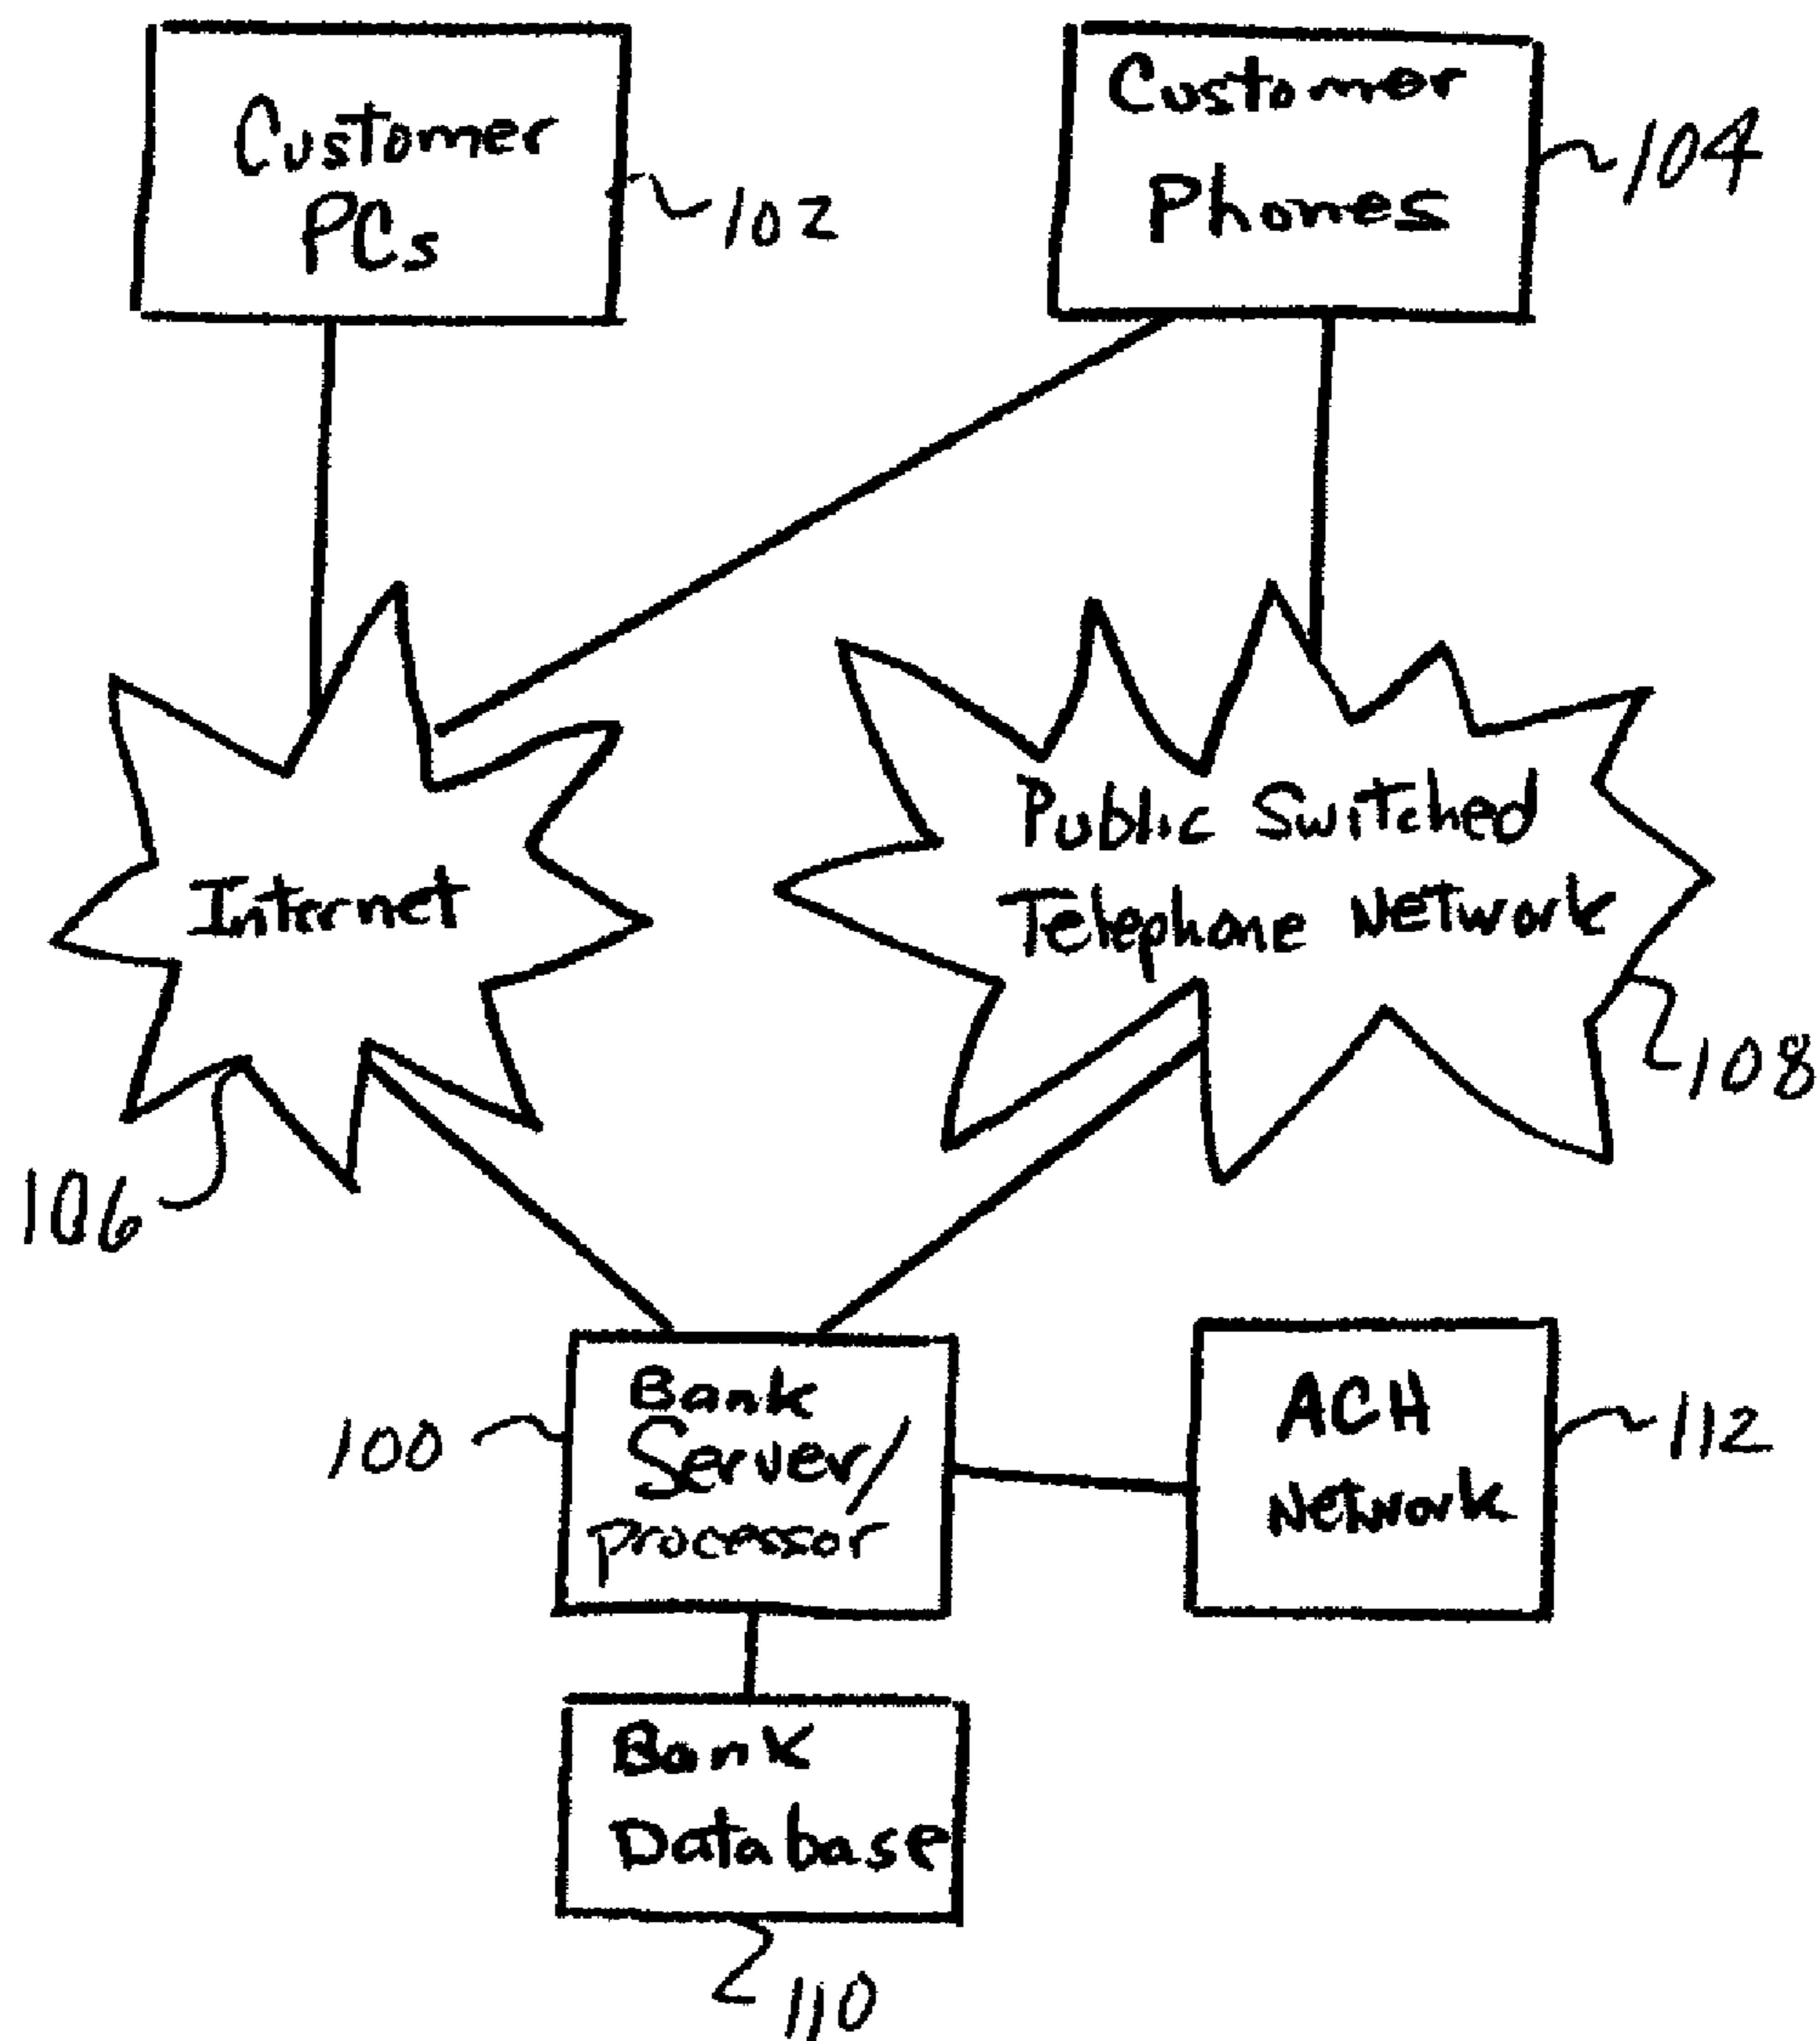 Customer
PCs
102
Customer
Phones
104
Internet
106
Public Switched
Telephone Network
108
Bank
Server/
processor
100
ACH
Network
112
Bank
Database
110